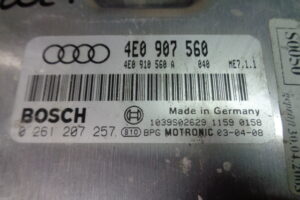 4E0 907 560
4E0 910 560 A 040 ME7.1.1
Made in Germany
BOSCH
1039S02629 1159 0158
0 261 207 257
810 BPG MOTRONIC 03-04-08